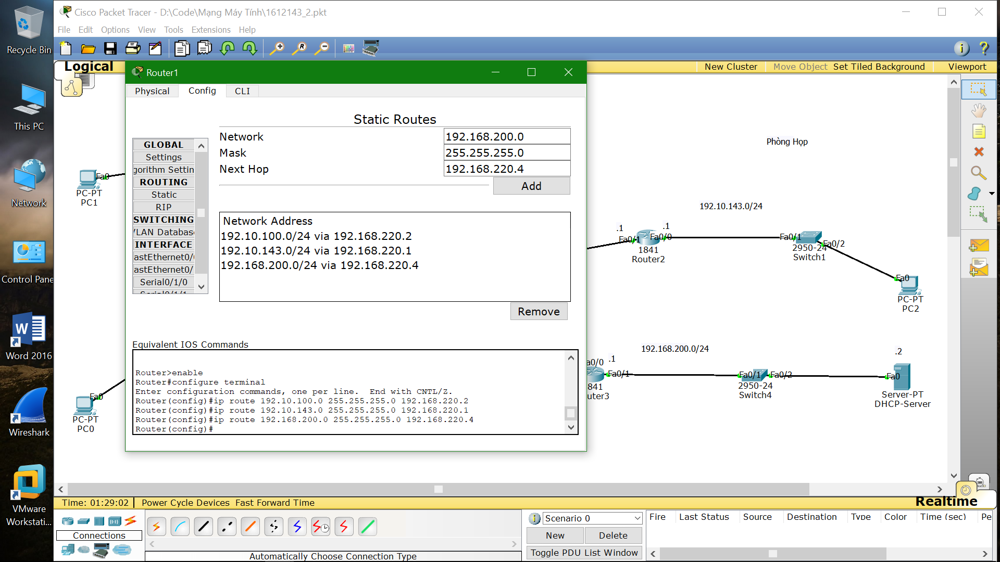 Cisco Packet Tracer - D:\Code\Mạng Máy Tính\1612143_2.pkt
File Edit Options View Tools Extensions Help
Logical
New Cluster
Move Object
Set Tiled Background
Viewport
Recycle Bin
This PC
Network
Control Pane
Word 2016
Wireshark
VMware
Workstati...
Router1
Physical
Config
CLI
Static Routes
Network
192.168.200.0
Mask
255.255.255.0
Next Hop
192.168.220.4
Add
GLOBAL
Settings
gorithm Settin
ROUTING
Static
RIP
SWITCHING
VLAN Databas
INTERFACE
astEthernet0/
astEthernet0/
Serial0/1/0
Network Address
192.10.100.0/24 via 192.168.220.2
192.10.143.0/24 via 192.168.220.1
192.168.200.0/24 via 192.168.220.4
Remove
Equivalent IOS Commands
Router>enable
Router#configure terminal
Enter configuration commands, one per line.  End with CNTL/Z.
Router(config)#ip route 192.10.100.0 255.255.255.0 192.168.220.2
Router(config)#ip route 192.10.143.0 255.255.255.0 192.168.220.1
Router(config)#ip route 192.168.200.0 255.255.255.0 192.168.220.4
Router(config)#
Fa0
PC-PT
PC1
Fa0
PC-PT
PC0
Phòng Họp
192.10.143.0/24
.1
.1
Fa0/1
Fa0/0
1841
Router2
Fa0/1
Fa0/2
2950-24
Switch1
Fa0
PC-PT
PC2
192.168.200.0/24
.2
a0/0
.1
Fa0/1
841
uter3
Fa0/1
Fa0/2
2950-24
Switch4
Fa0
Server-PT
DHCP-Server
Time: 01:29:02
Power Cycle Devices
Fast Forward Time
Realtime
Connections
Automatically Choose Connection Type
Scenario 0
New
Delete
Toggle PDU List Window
Fire
Last Status
Source
Destination
Type
Color
Time (sec)
Pe